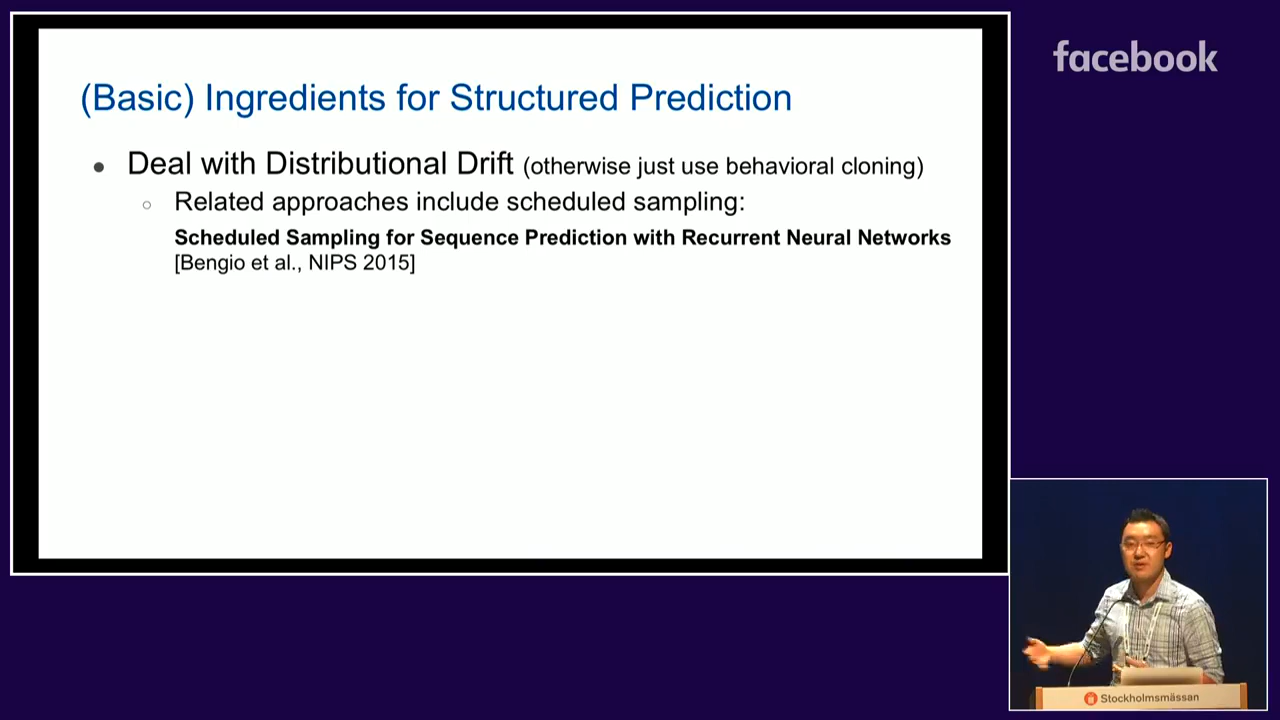 (Basic) Ingredients for Structured Prediction
● Deal with Distributional Drift (otherwise just use behavioral cloning)
○ Related approaches include scheduled sampling:
Scheduled Sampling for Sequence Prediction with Recurrent Neural Networks
[Bengio et al., NIPS 2015]
facebook
Stockholmsmässan